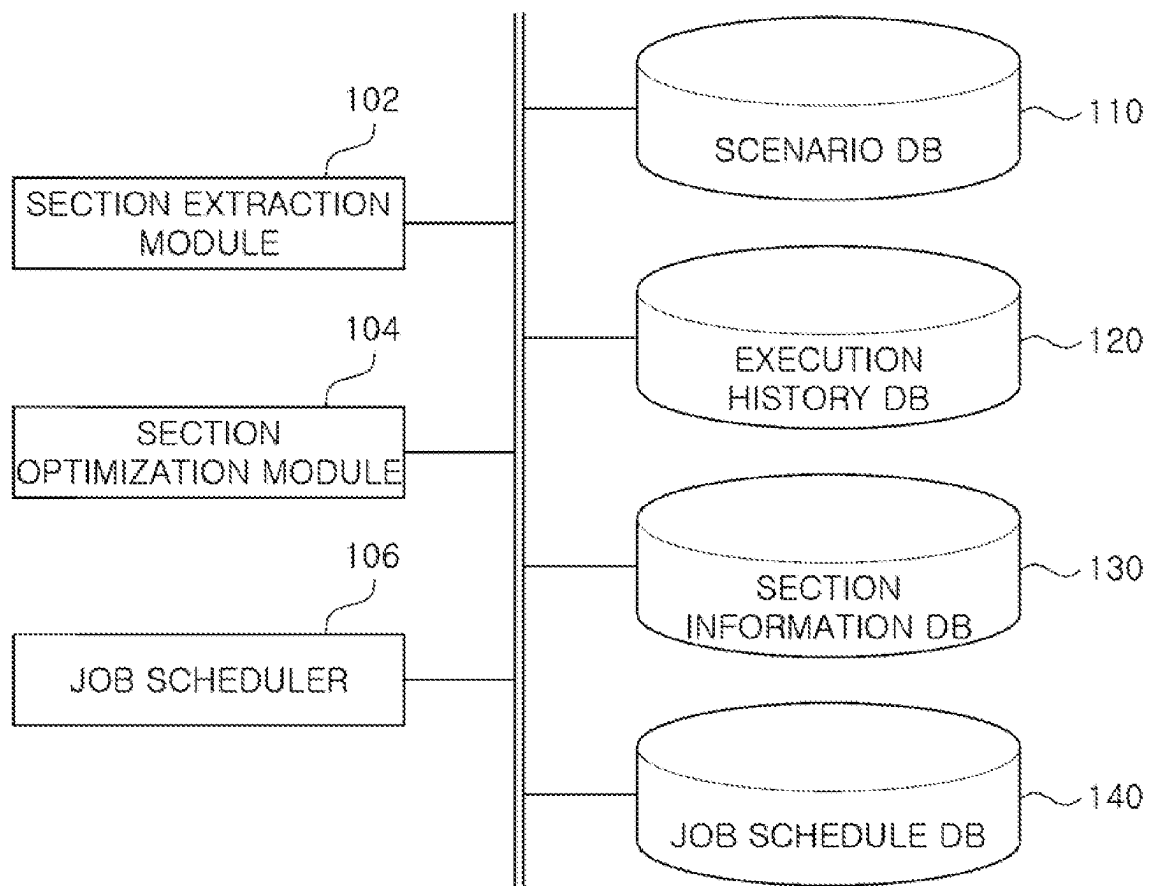 102
SECTION EXTRACTION
MODULE
104
SECTION
OPTIMIZATION MODULE
106
JOB SCHEDULER
SCENARIO DB
110
EXECUTION
HISTORY DB
120
SECTION
INFORMATION DB
130
JOB SCHEDULE DB
140